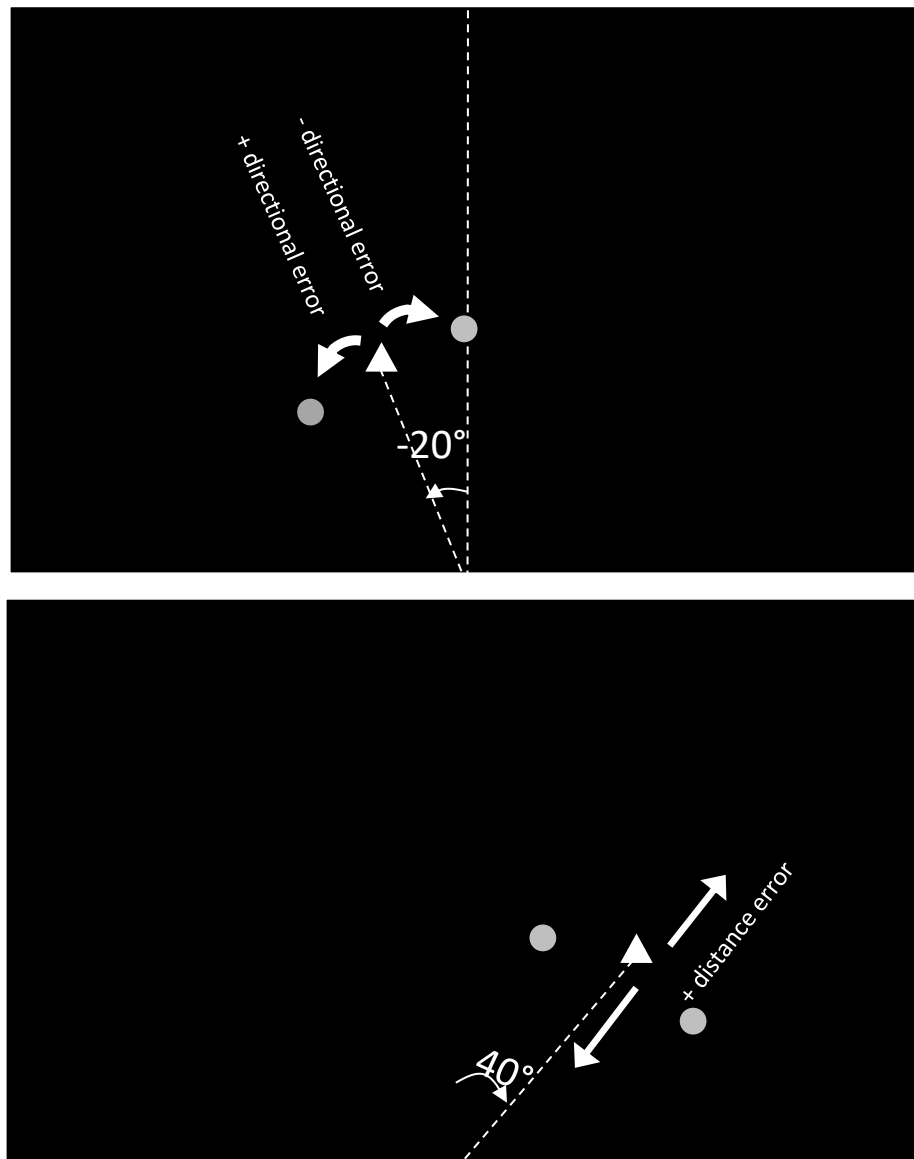 + directional error
- directional error
-20°
+ distance error
40°